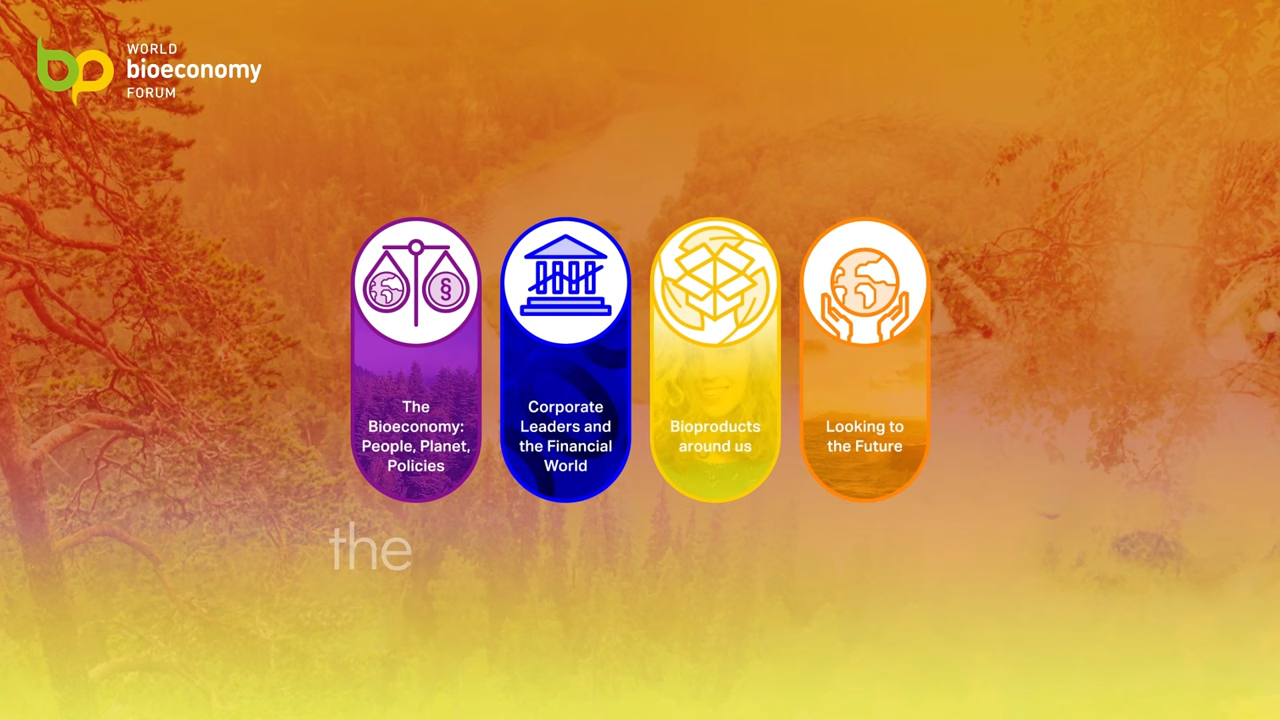 WORLD
bioeconomy
FORUM
§
The
Bioeconomy:
People, Planet,
Policies
Corporate
Leaders and
the Financial
World
Bioproducts
around us
Looking to
the Future
the